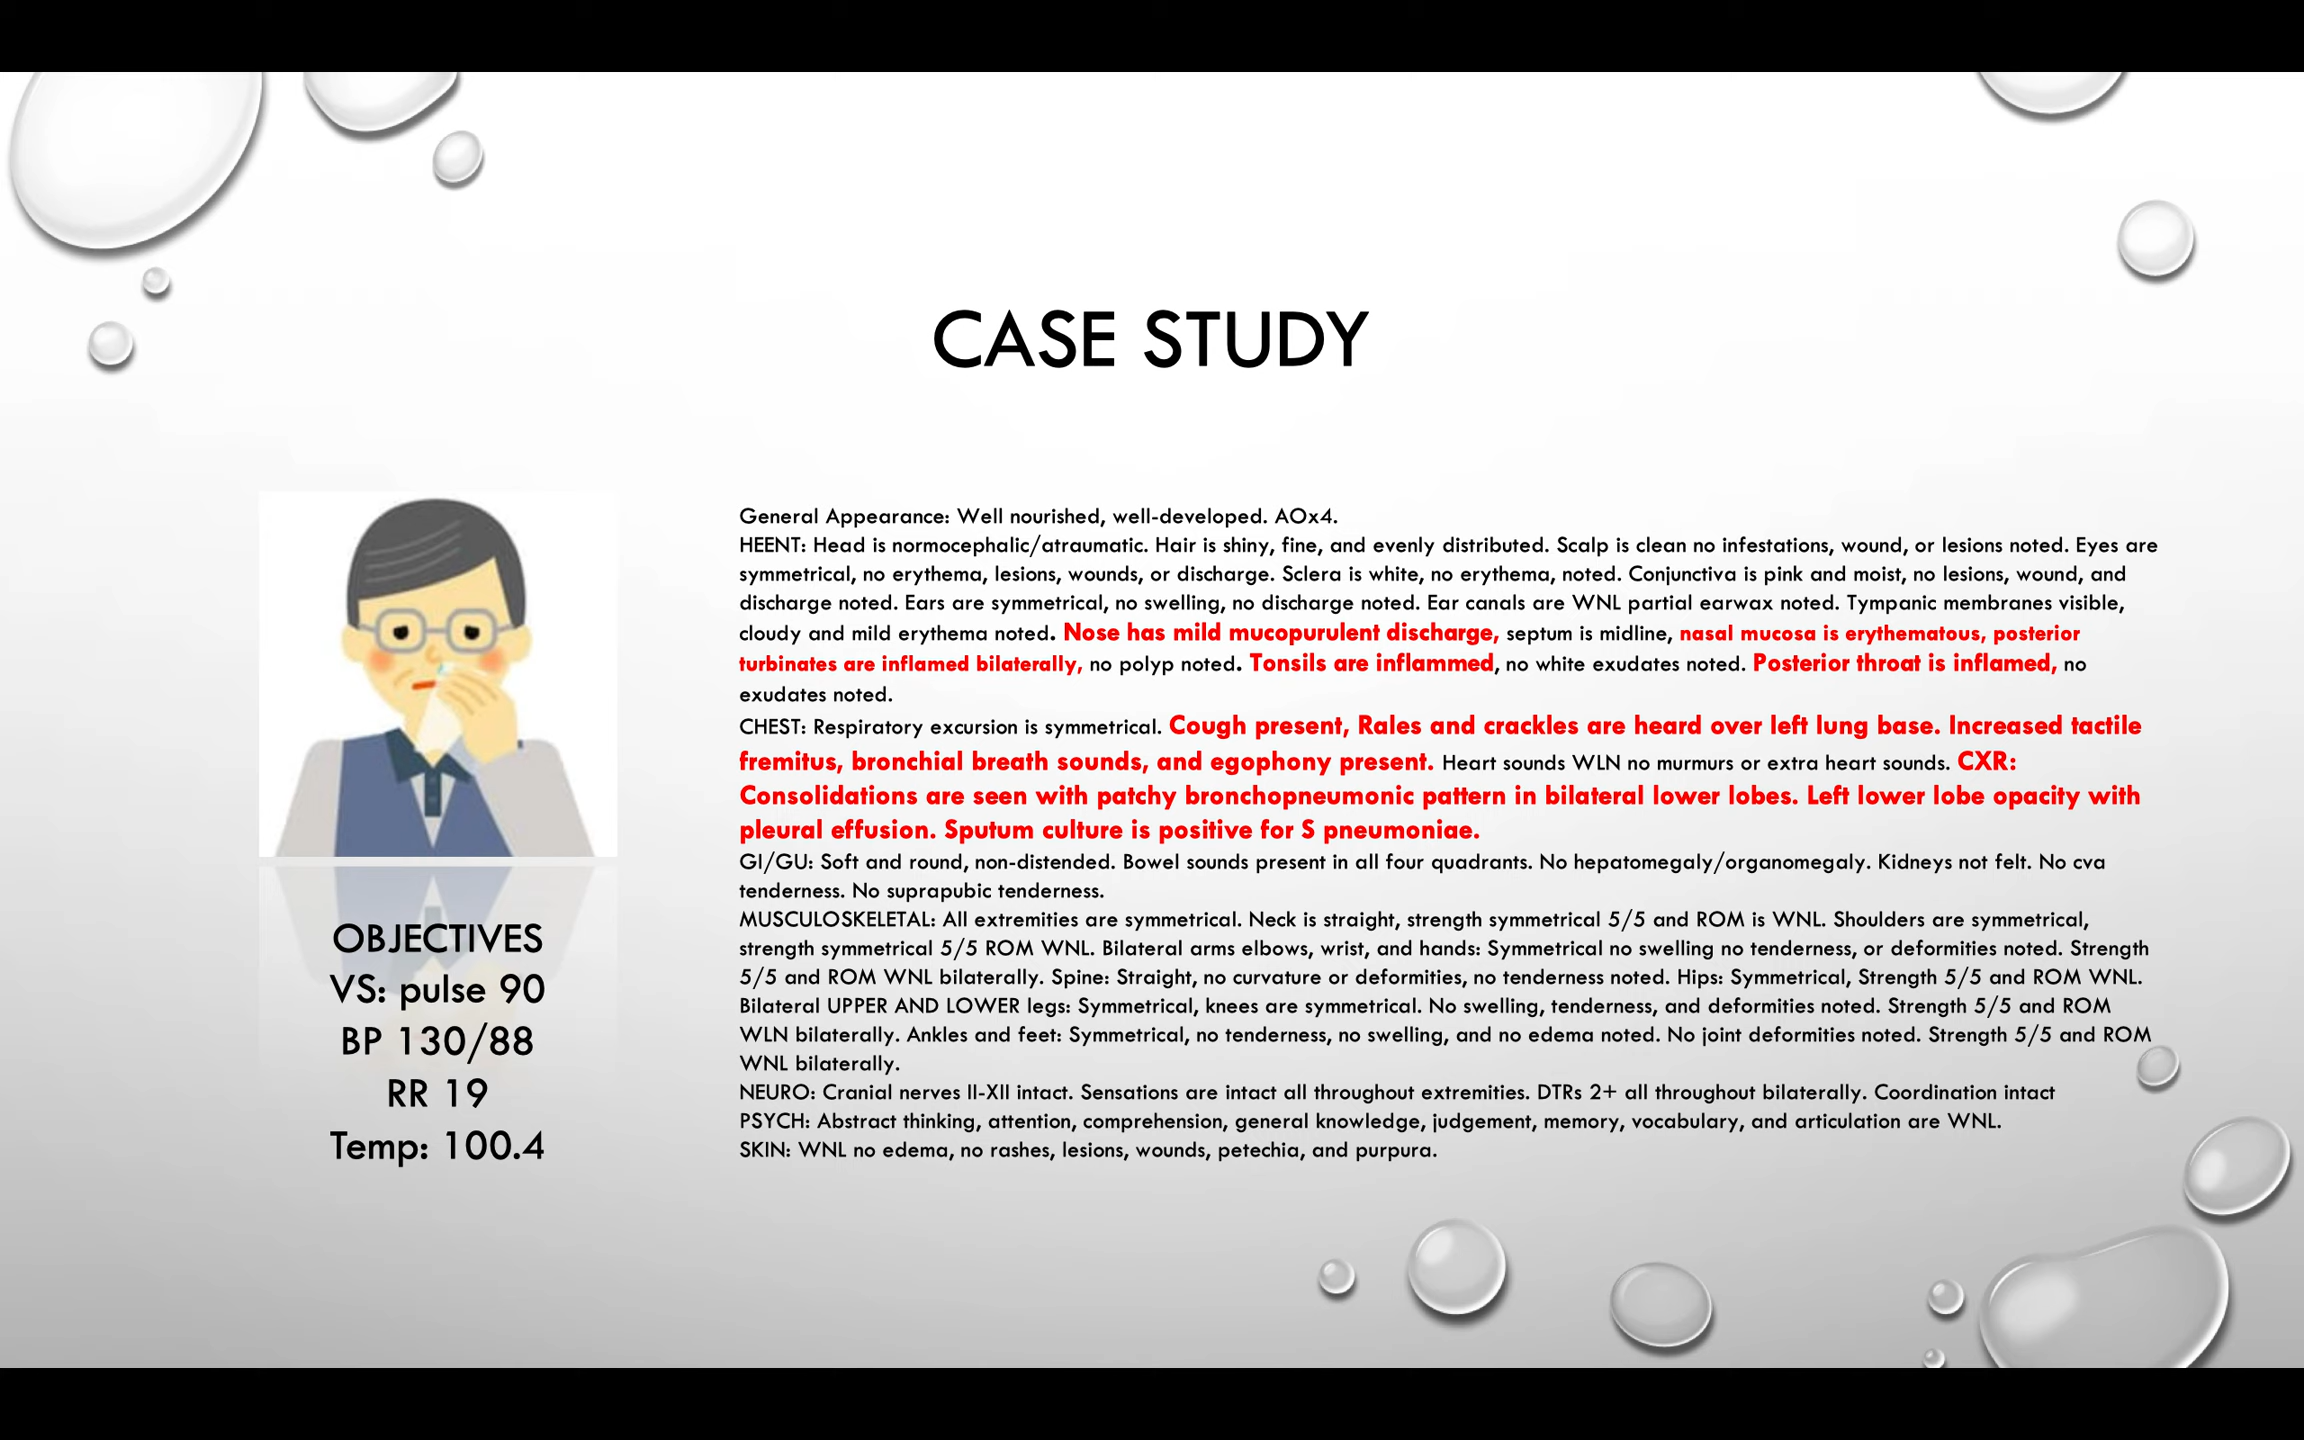 CASE STUDY
General Appearance: Well nourished, well-developed. AOx4.
HEENT: Head is normocephalic/atraumatic. Hair is shiny, fine, and evenly distributed. Scalp is clean no infestations, wound, or lesions noted. Eyes are
symmetrical, no erythema, lesions, wounds, or discharge. Sclera is white, no erythema, noted. Conjunctiva is pink and moist, no lesions, wound, and
discharge noted. Ears are symmetrical, no swelling, no discharge noted. Ear canals are WNL partial earwax noted. Tympanic membranes visible,
cloudy and mild erythema noted. Nose has mild mucopurulent discharge, septum is midline, nasal mucosa is erythematous, posterior
turbinates are inflamed bilaterally, no polyp noted. Tonsils are inflammed, no white exudates noted. Posterior throat is inflamed, no
exudates noted.
CHEST: Respiratory excursion is symmetrical. Cough present, Rales and crackles are heard over left lung base. Increased tactile
fremitus, bronchial breath sounds, and egophony present. Heart sounds WLN no murmurs or extra heart sounds. CXR:
Consolidations are seen with patchy bronchopneumonic pattern in bilateral lower lobes. Left lower lobe opacity with
pleural effusion. Sputum culture is positive for S pneumoniae.
GI/GU: Soft and round, non-distended. Bowel sounds present in all four quadrants. No hepatomegaly/organomegaly. Kidneys not felt. No cva
tenderness. No suprapubic tenderness.
MUSCULOSKELETAL: All extremities are symmetrical. Neck is straight, strength symmetrical 5/5 and ROM is WNL. Shoulders are symmetrical,
strength symmetrical 5/5 ROM WNL. Bilateral arms elbows, wrist, and hands: Symmetrical no swelling no tenderness, or deformities noted. Strength
5/5 and ROM WNL bilaterally. Spine: Straight, no curvature or deformities, no tenderness noted. Hips: Symmetrical, Strength 5/5 and ROM WNL.
Bilateral UPPER AND LOWER legs: Symmetrical, knees are symmetrical. No swelling, tenderness, and deformities noted. Strength 5/5 and ROM
WLN bilaterally. Ankles and feet: Symmetrical, no tenderness, no swelling, and no edema noted. No joint deformities noted. Strength 5/5 and ROM
WNL bilaterally.
NEURO: Cranial nerves II-XII intact. Sensations are intact all throughout extremities. DTRs 2+ all throughout bilaterally. Coordination intact
PSYCH: Abstract thinking, attention, comprehension, general knowledge, judgement, memory, vocabulary, and articulation are WNL.
SKIN: WNL no edema, no rashes, lesions, wounds, petechia, and purpura.
OBJECTIVES
VS: pulse 90
BP 130/88
RR 19
Temp: 100.4